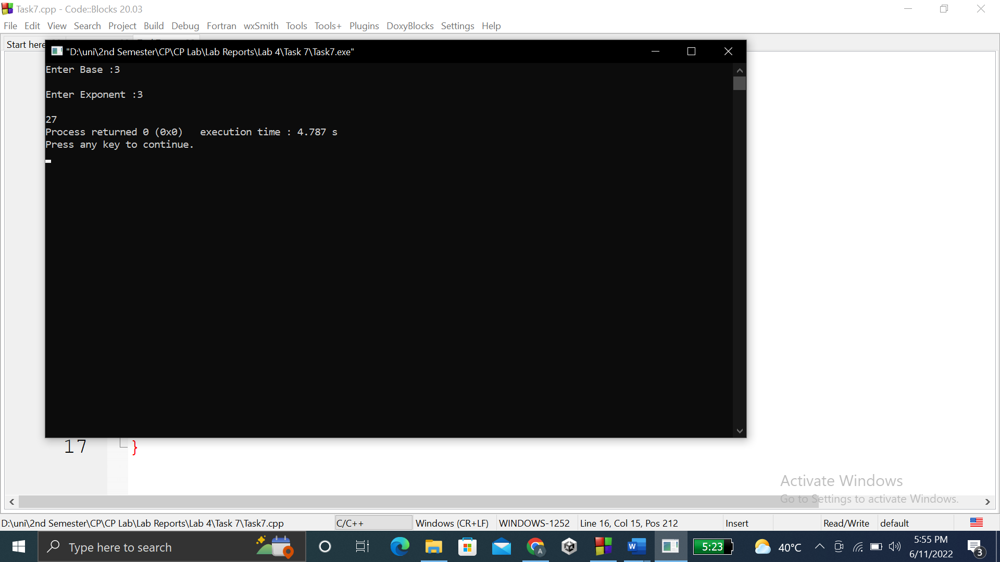 Task7.cpp - Code::Blocks 20.03
File Edit View Search Project Build Debug Fortran wxSmith Tools Tools+ Plugins DoxyBlocks Settings Help
Start here
"D:\uni\2nd Semester\CP\CP Lab\Lab Reports\Lab 4\Task 7\Task7.exe"
Enter Base :3
Enter Exponent :3
27
Process returned 0 (0x0)   execution time : 4.787 s
Press any key to continue.
17 }
Activate Windows
Go to Settings to activate Windows.
D:\uni\2nd Semester\CP\CP Lab\Lab Reports\Lab 4\Task 7\Task7.cpp C/C++ Windows (CR+LF) WINDOWS-1252 Line 16, Col 15, Pos 212 Insert Read/Write default
Type here to search A W 5:23 40°C 5:55 PM
6/11/2022 3